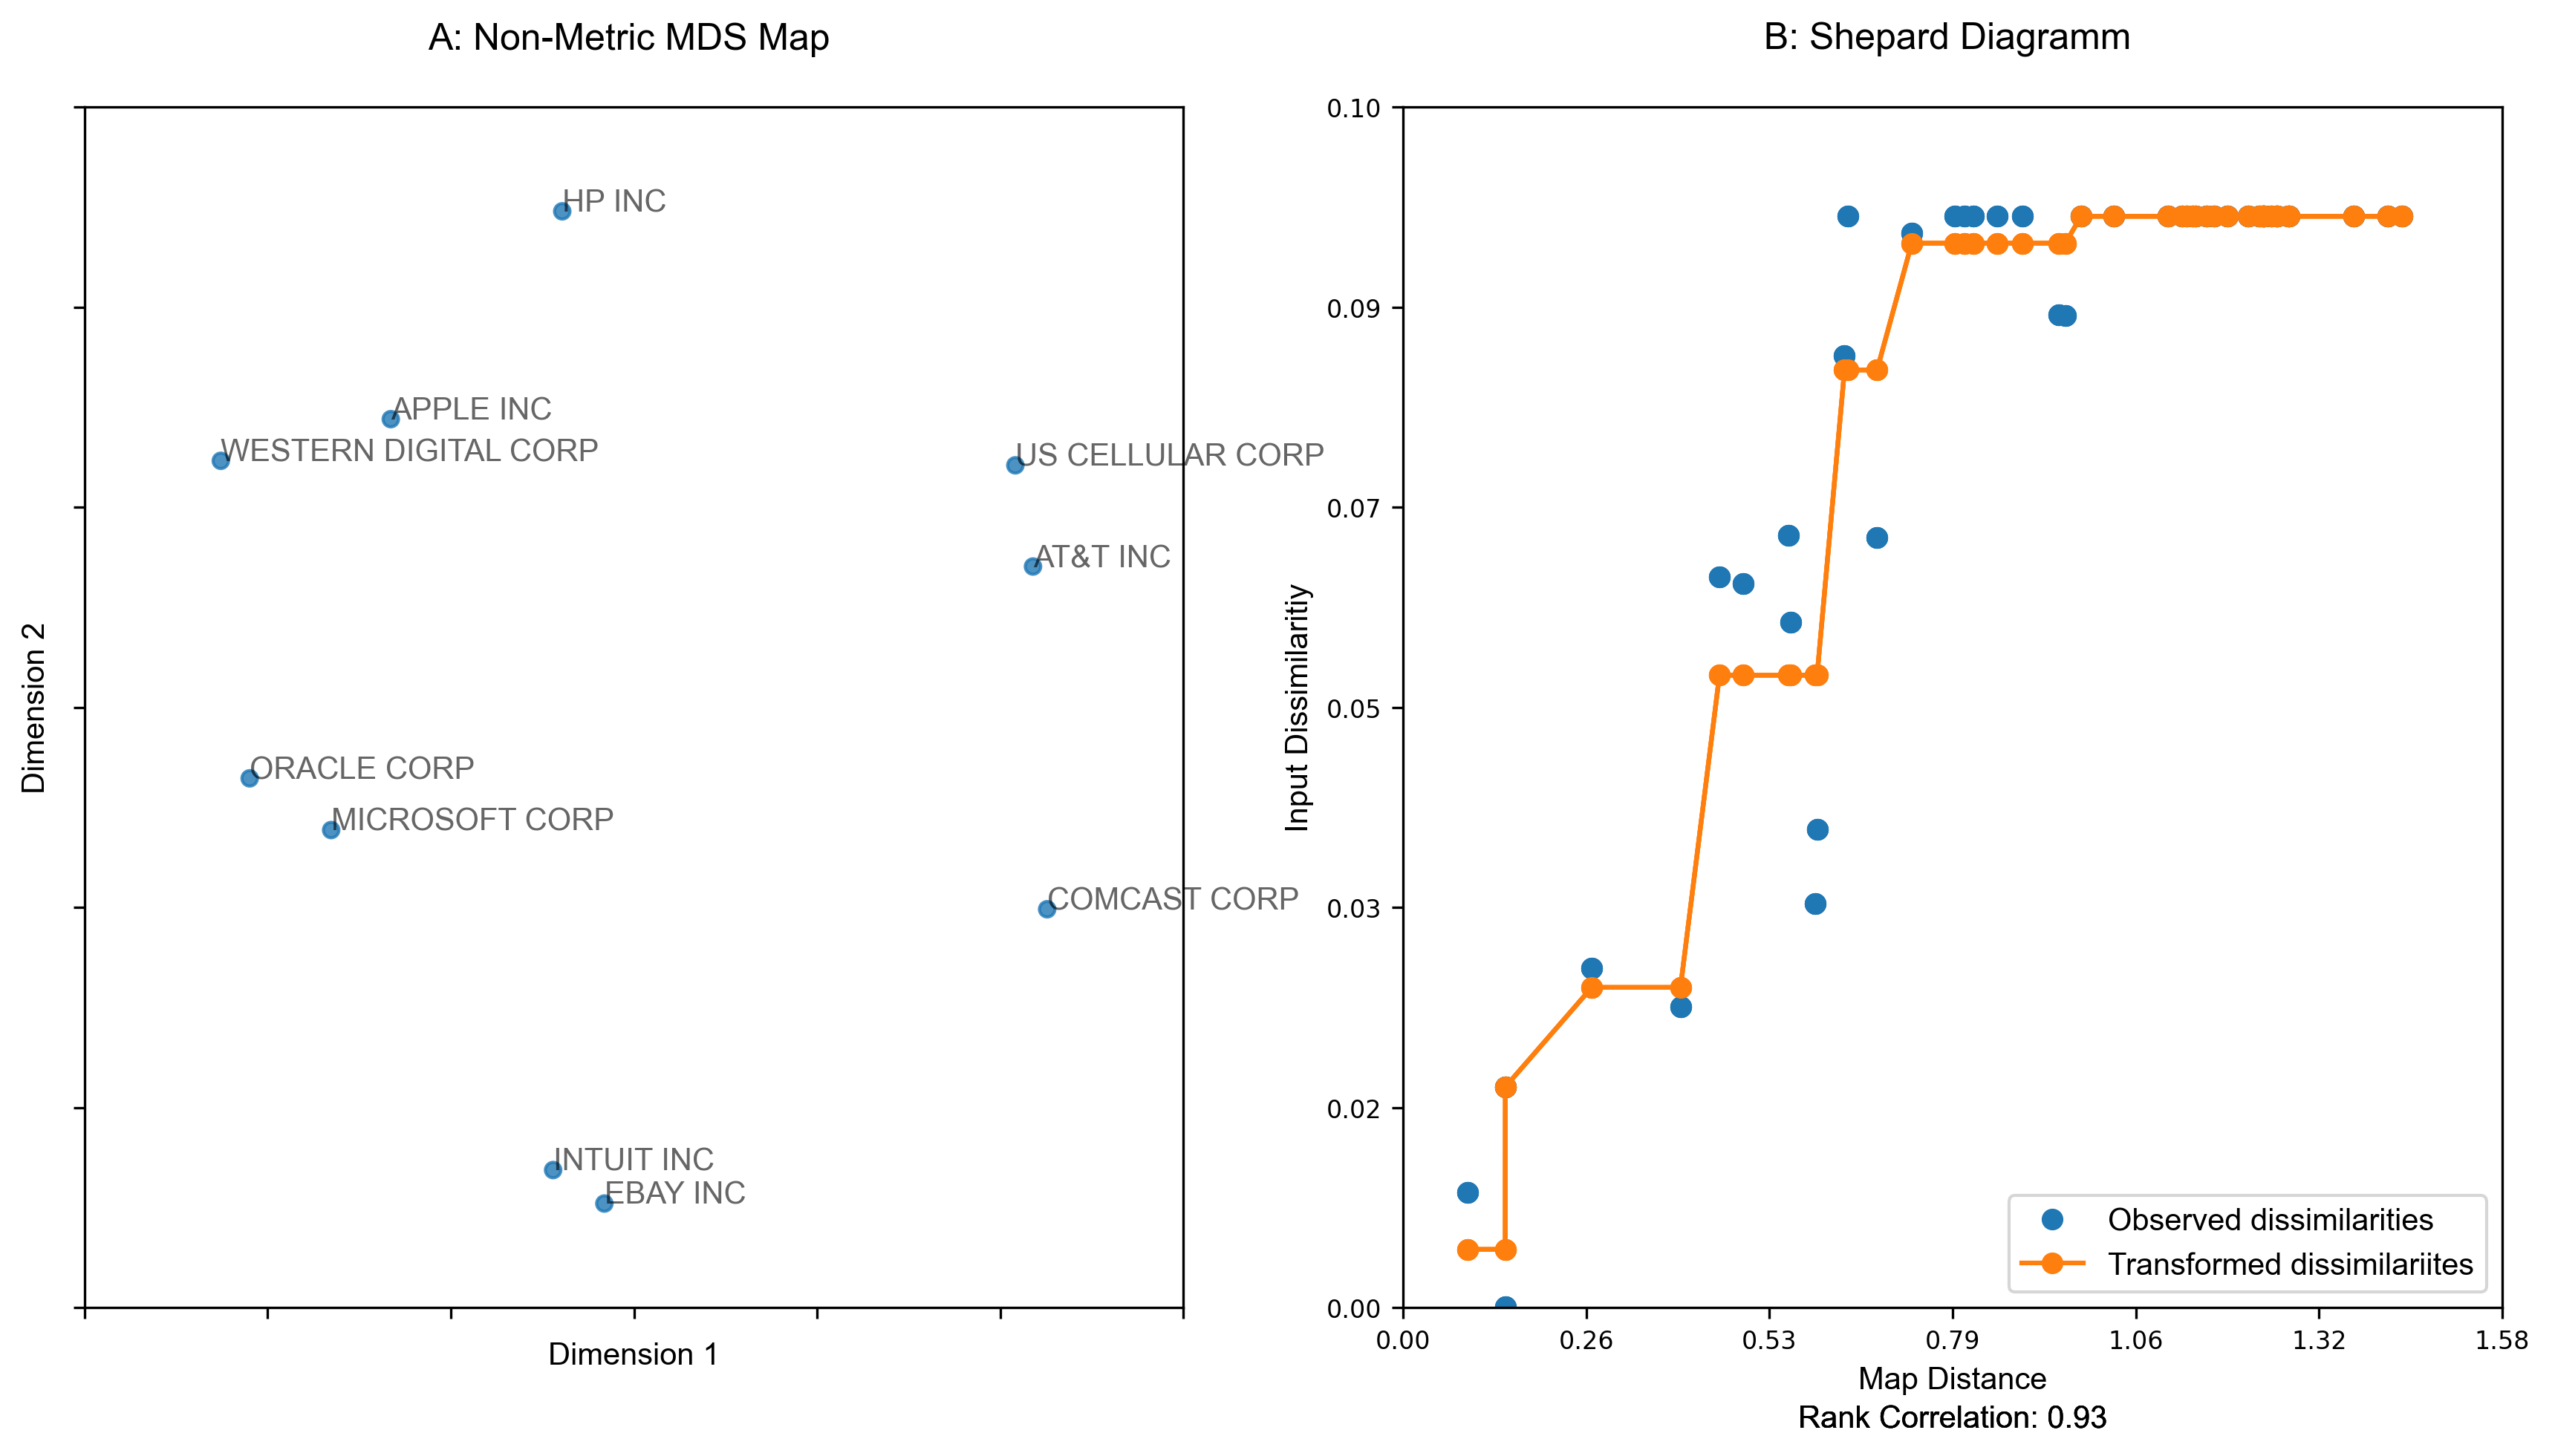 A: Non-Metric MDS Map
HP INC
APPLE INC
WESTERN DIGITAL CORP
US CELLULAR CORP
AT&T INC
ORACLE CORP
MICROSOFT CORP
COMCAST CORP
INTUIT INC
EBAY INC
Dimension 2
Dimension 1
B: Shepard Diagramm
0.10
0.09
0.07
0.05
0.03
0.02
0.00
Input Dissimilaritiy
Observed dissimilarities
Transformed dissimilariites
0.00 0.26 0.53 0.79 1.06 1.32 1.58
Map Distance
Rank Correlation: 0.93